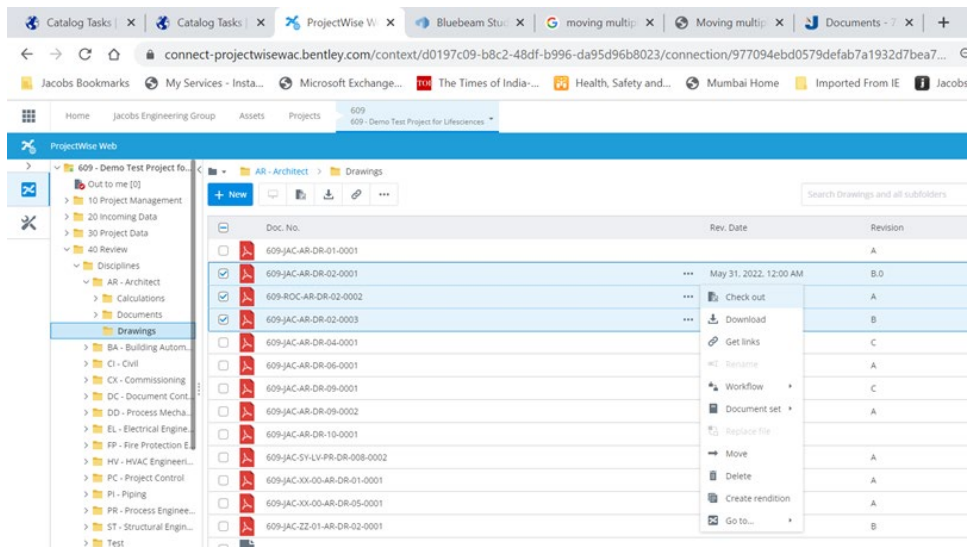 Catalog Tasks
Catalog Tasks
ProjectWise W
Bluebeam Stud
moving multip
Moving multip
Documents - 7
connect-projectwisewac.bentley.com/context/d0197c09-b8c2-48df-b996-da95d96b8023/connection/977094ebd0579defab7a1932d7bea7...
Jacobs Bookmarks My Services - Insta... Microsoft Exchange... The Times of India-... Health, Safety and... Mumbai Home Imported From IE Jacobs
Home Jacobs Engineering Group Assets Projects 609
609 - Demo Test Project for Lifesciences
ProjectWise Web
609 - Demo Test Project fo...
Out to me [0]
10 Project Management
20 Incoming Data
30 Project Data
40 Review
Disciplines
AR - Architect
Calculations
Documents
Drawings
BA - Building Autom...
CI - Civil
CX - Commissioning
DC - Document Cont...
DD - Process Mecha...
EL - Electrical Engine...
FP - Fire Protection E...
HV - HVAC Engineeri...
PC - Project Control
PI - Piping
PR - Process Enginee...
ST - Structural Engin...
Test
AR - Architect > Drawings
+ New
Search Drawings and all subfolders
Doc. No. Rev. Date Revision
609-JAC-AR-DR-01-0001 A
609-JAC-AR-DR-02-0001 ••• May 31, 2022, 12:00 AM B.0
609-ROC-AR-DR-02-0002 ••• A
609-JAC-AR-DR-02-0003 ••• B
609-JAC-AR-DR-04-0001 C
609-JAC-AR-DR-06-0001 A
609-JAC-AR-DR-09-0001 C
609-JAC-AR-DR-09-0002 A
609-JAC-AR-DR-10-0001
609-JAC-SY-LV-PR-DR-008-0002 A
609-JAC-XX-00-AR-DR-01-0001 A
609-JAC-XX-00-AR-DR-05-0001 A
609-JAC-ZZ-01-AR-DR-02-0001 B
Check out
Download
Get links
Rename
Workflow
Document set
Replace file
Move
Delete
Create rendition
Go to...